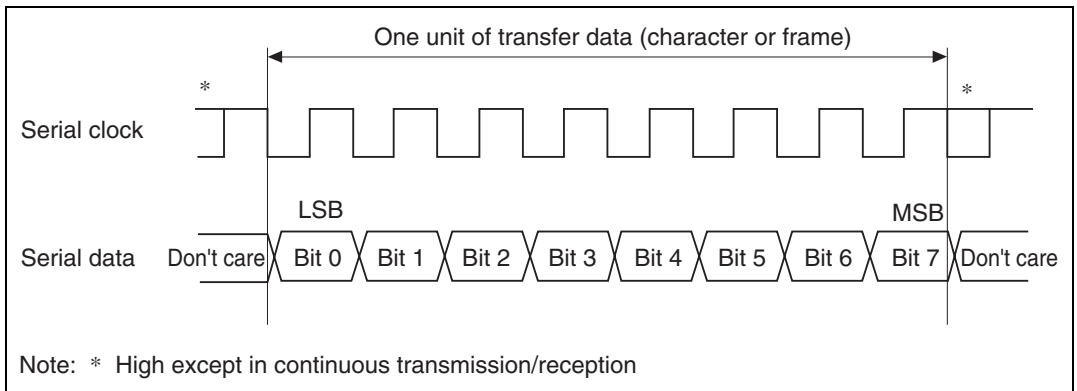 One unit of transfer data (character or frame)
* *
Serial clock
LSB MSB
Serial data Don't care Bit 0 Bit 1 Bit 2 Bit 3 Bit 4 Bit 5 Bit 6 Bit 7 Don't care
Note: * High except in continuous transmission/reception